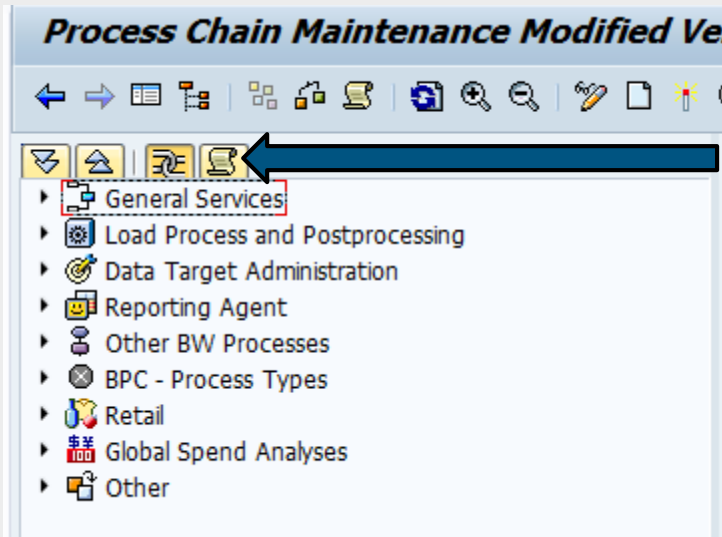 Process Chain Maintenance Modified Ve
General Services
Load Process and Postprocessing
Data Target Administration
Reporting Agent
Other BW Processes
BPC - Process Types
Retail
Global Spend Analyses
Other